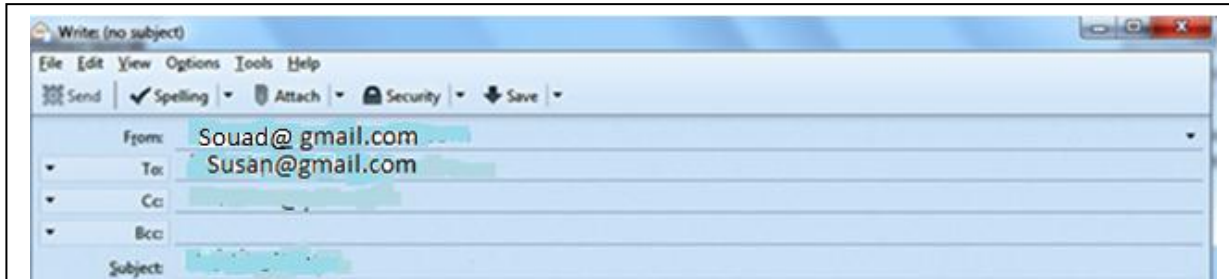 Write: (no subject)
File Edit View Options Tools Help
Send Spelling Attach Security Save
From: Souad@ gmail.com
To: Susan@gmail.com
Cc:
Bcc:
Subject: